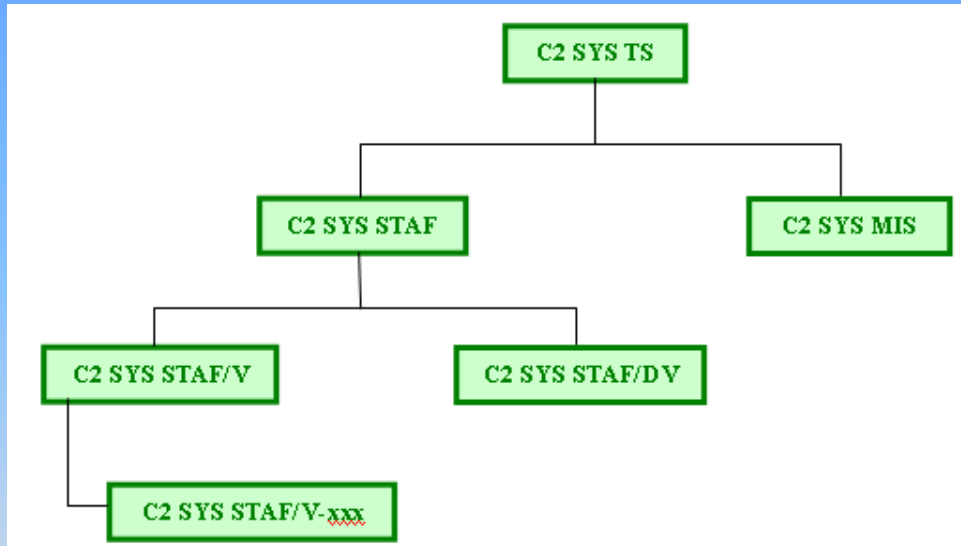 C2 SYS TS
C2 SYS STAF
C2 SYS MIS
C2 SYS STAF/V
C2 SYS STAF/DV
C2 SYS STAF/V-xxx